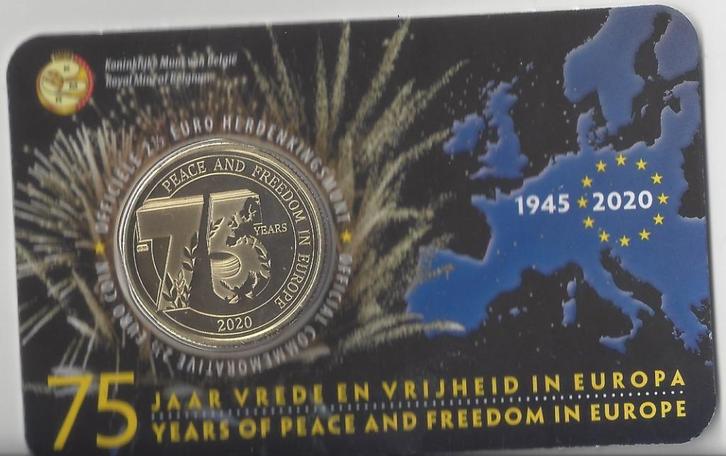 Koninklijke Munt van België
Royal Mint of Belgium
OFFICIËLE 2½ EURO HERDENKINGSMUNT
OFFICIAL COMMEMORATIVE 2½ EURO COIN
PEACE AND FREEDOM IN EUROPE
75
YEARS
2020
1945 2020
75 JAAR VREDE EN VRIJHEID IN EUROPA
YEARS OF PEACE AND FREEDOM IN EUROPE